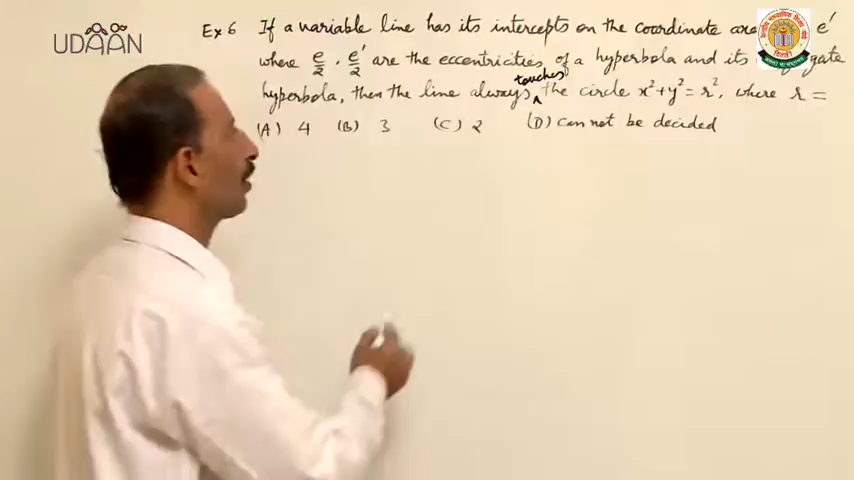 UDAAN
Ex 6 If a variable line has its intercepts on the coordinate e'
where e/2, e'/2 are the eccentricities of a hyperbola and its
hyperbola, then the line always touches the circle x²+y²=r², where r =
(A) 4 (B) 3 (C) 2 (D) can not be decided